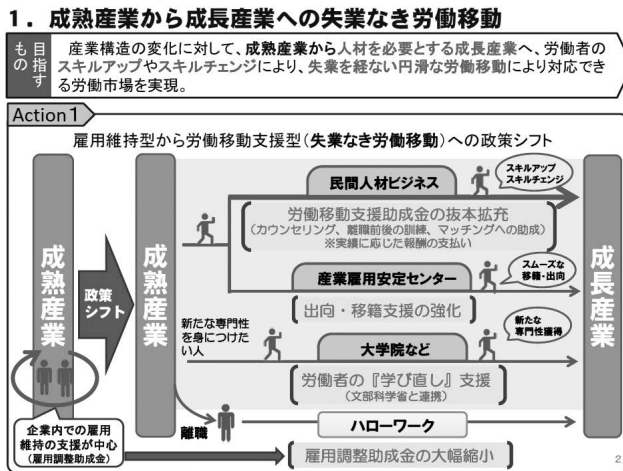 1．成熟産業から成長産業への失業なき労働移動
目指す
もの
産業構造の変化に対して、成熟産業から人材を必要とする成長産業へ、労働者の
スキルアップやスキルチェンジにより、失業を経ない円滑な労働移動により対応でき
る労働市場を実現。
Action1
雇用維持型から労働移動支援型（失業なき労働移動）への政策シフト
成熟産業
政策
シフト
成熟産業
民間人材ビジネス
スキルアップ
スキルチェンジ
労働移動支援助成金の抜本拡充
（カウンセリング、離職前後の訓練、マッチングへの助成）
※実績に応じた報酬の支払い
産業雇用安定センター
スムーズな
移籍・出向
出向・移籍支援の強化
新たな専門性
を身につけ
たい人
大学院など
新たな
専門性獲得
労働者の『学び直し』支援
（文部科学省と連携）
離職
ハローワーク
成長産業
企業内での雇用
維持の支援が中心
（雇用調整助成金）
雇用調整助成金の大幅縮小
2